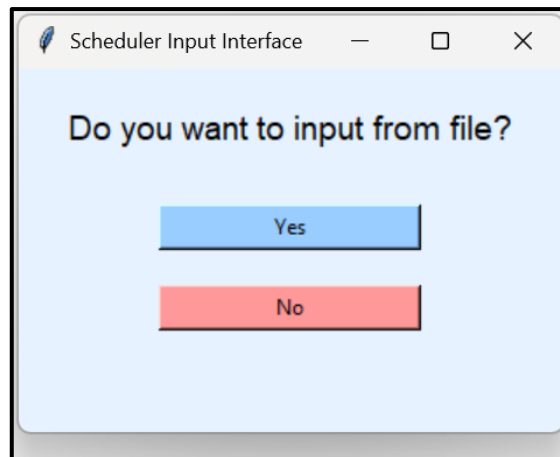 Scheduler Input Interface
Do you want to input from file?
Yes
No